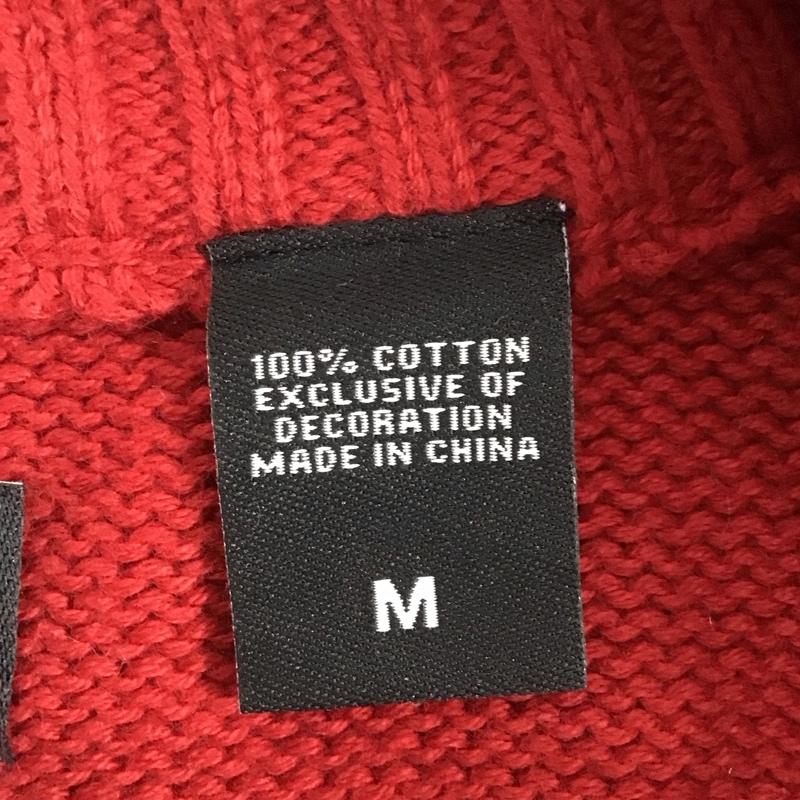 100% COTTON
EXCLUSIVE OF
DECORATION
MADE IN CHINA
M